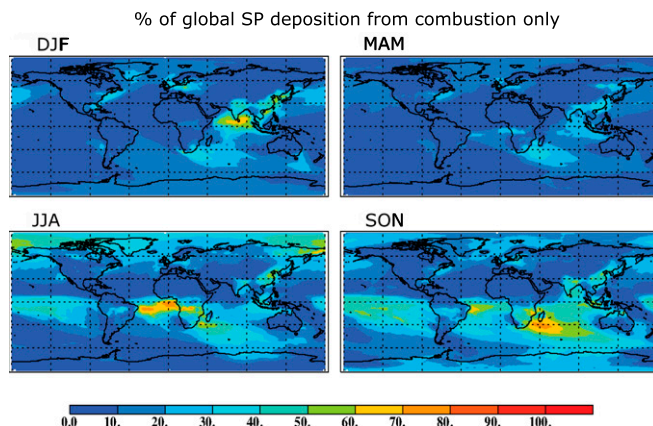 % of global SP deposition from combustion only
DJF
MAM
JJA
SON
0.0 10. 20. 30. 40. 50. 60. 70. 80. 90. 100.